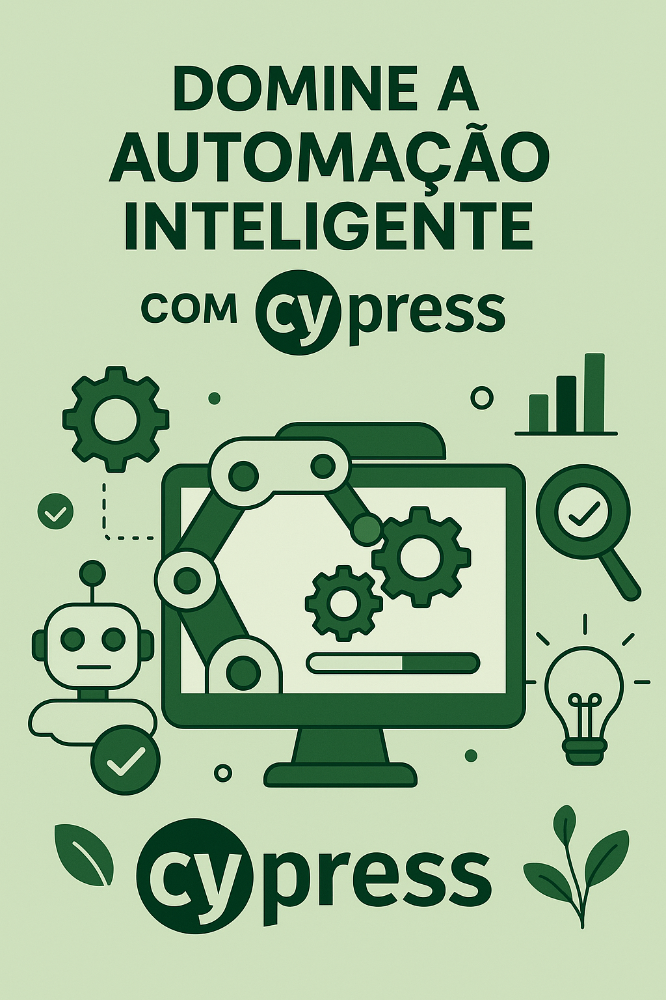 DOMINE A
AUTOMAÇÃO
INTELIGENTE
COM cypress
cypress